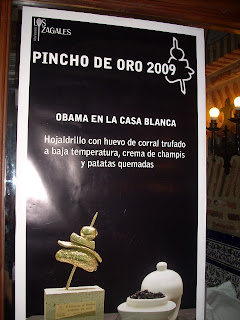 LOS
ZAGALES
PINCHO DE ORO 2009
OBAMA EN LA CASA BLANCA
Hojaldrillo con huevo de corral trufado
a baja temperatura, crema de champis
y patatas quemadas